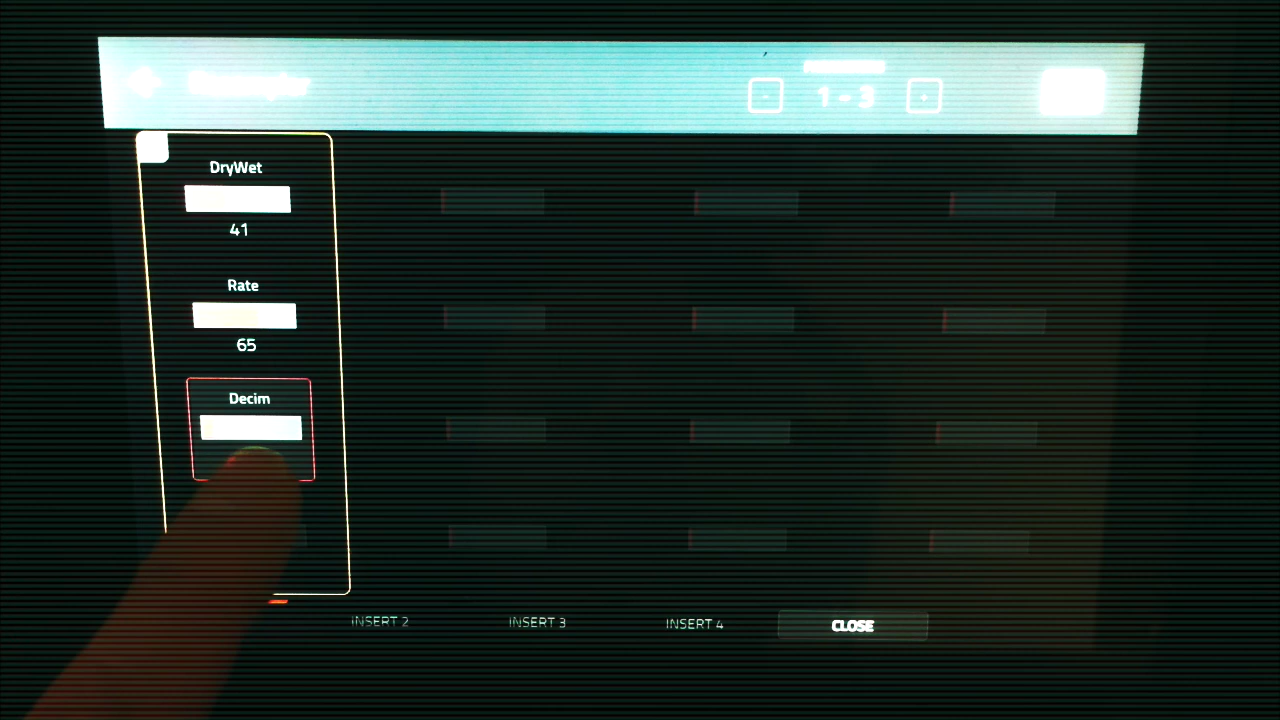 - 1 - 3 +
DryWet
41
Rate
65
Decim
INSERT 2 INSERT 3 INSERT 4 CLOSE